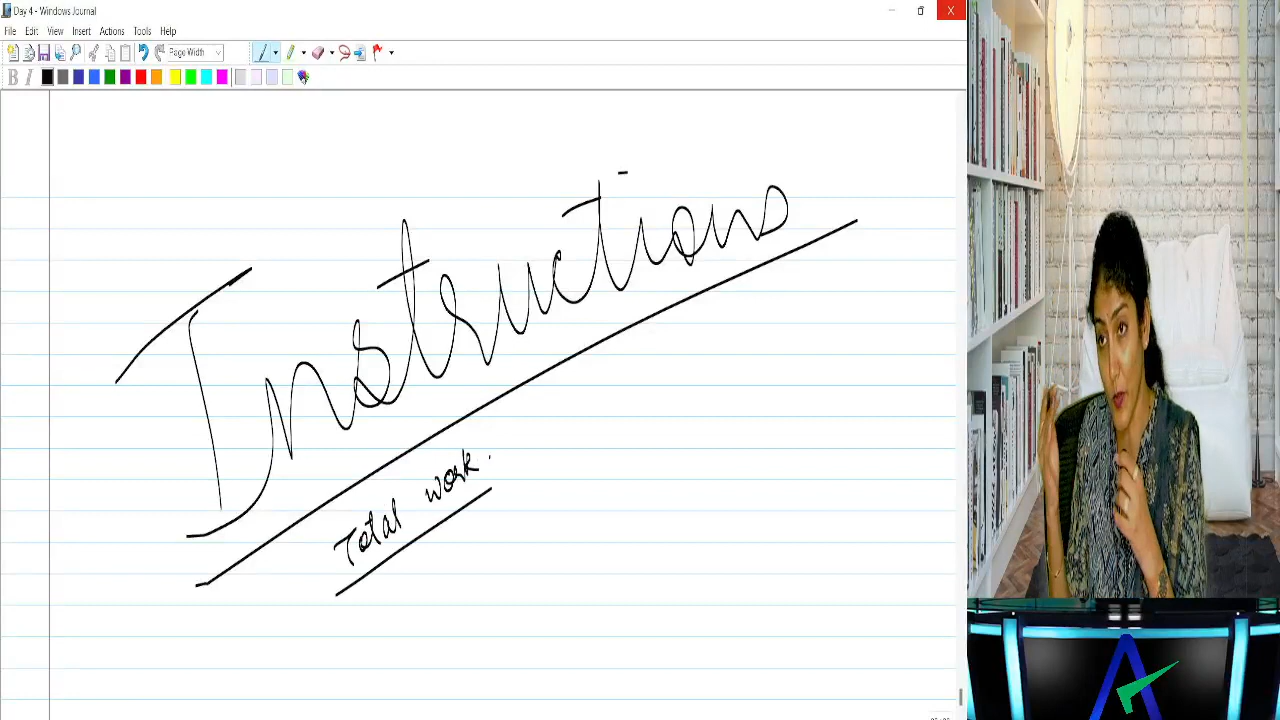 Day 4 - Windows Journal
File Edit View Insert Actions Tools Help
Page Width
B I
Instructions
Total work.